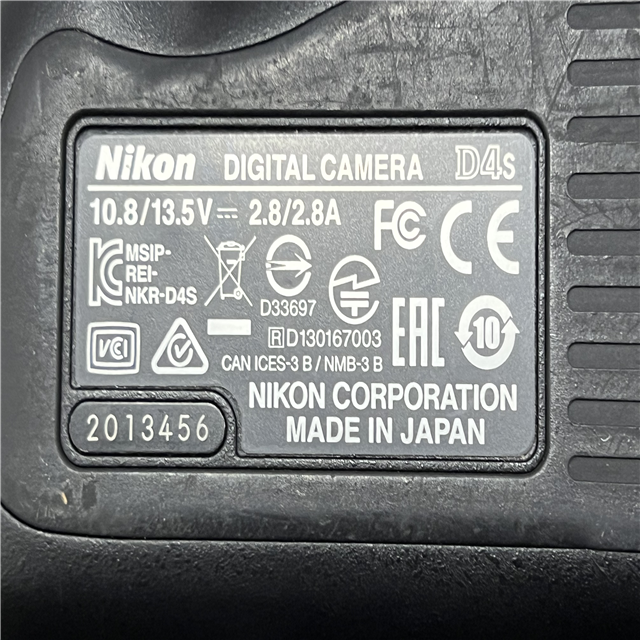 Nikon DIGITAL CAMERA D4s
10.8/13.5V⎓ 2.8/2.8A FC CE
MSIP-
REI-
NKR-D4S
D33697
R D130167003
EAC 10
VCI
CAN ICES-3 B / NMB-3 B
NIKON CORPORATION
MADE IN JAPAN
2013456